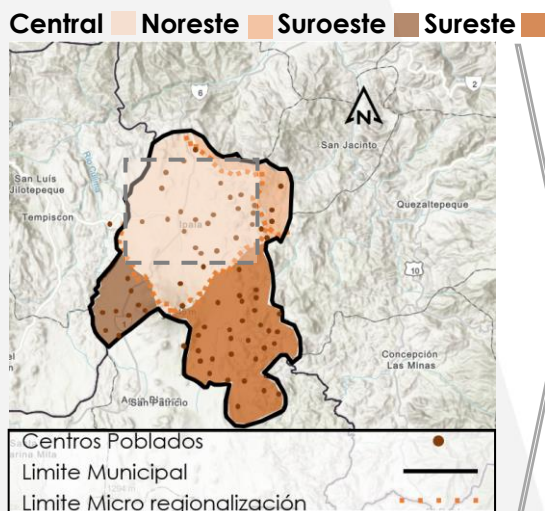 Central Noreste Suroeste Sureste
6
2
N
San Jacinto
San Luís
Jilotepeque
Quezaltepeque
Tempiscon
Ipala
10
Concepción
Las Minas
San Patricio
Centros Poblados
Limite Municipal
Limite Micro regionalización